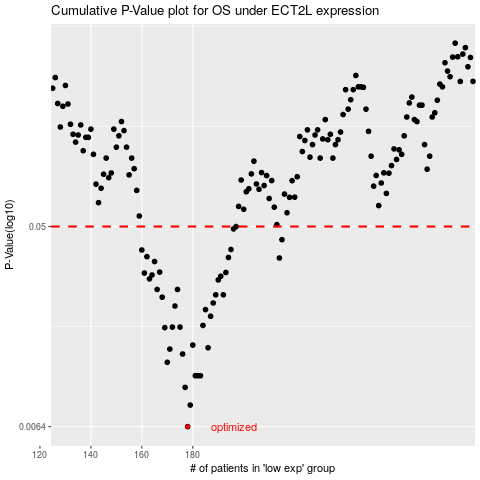 Cumulative P-Value plot for OS under ECT2L expression
P-Value(log10)
0.05
0.0064
optimized
120 140 160 180
# of patients in 'low exp' group